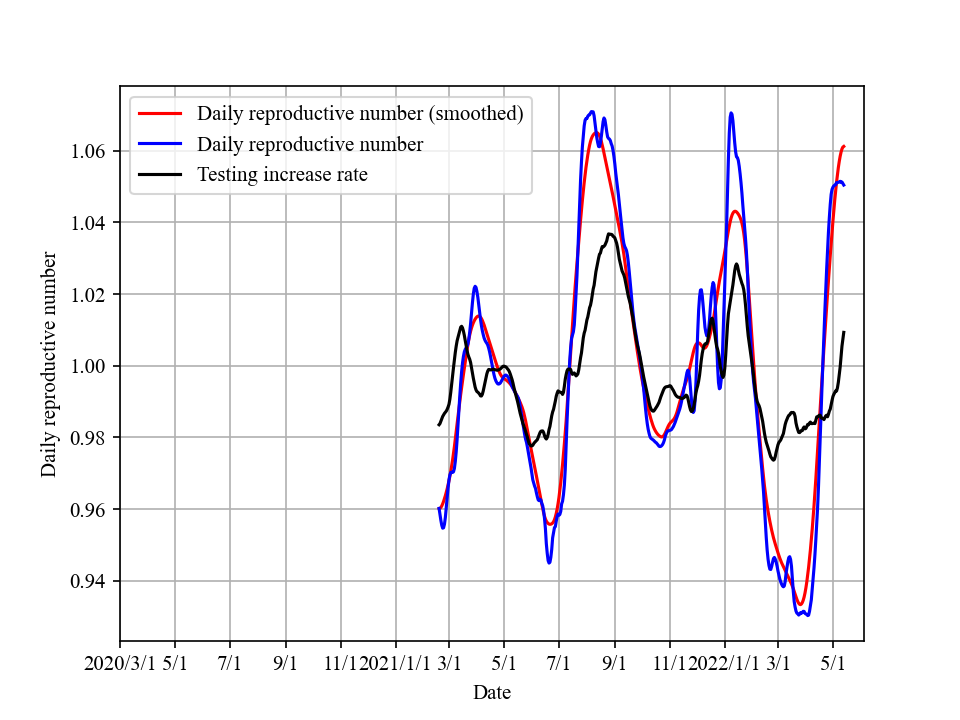 Daily reproductive number (smoothed)
Daily reproductive number
Testing increase rate
Daily reproductive number
1.06
1.04
1.02
1.00
0.98
0.96
0.94
2020/3/1 5/1 7/1 9/1 11/1 2021/1/1 3/1 5/1 7/1 9/1 11/1 2022/1/1 3/1 5/1
Date